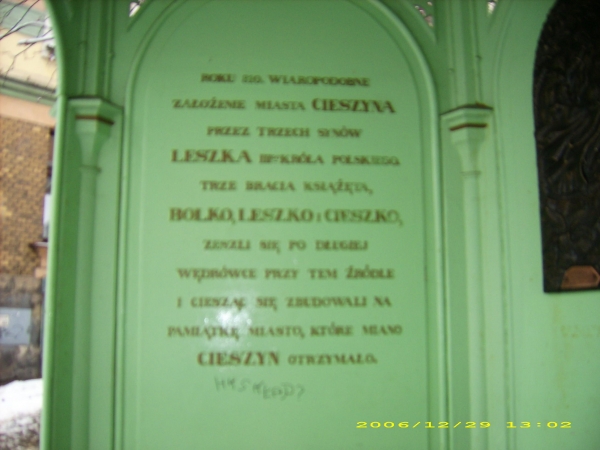 ROKU 810. WIAROPODOBNE
ZAŁOŻENIE MIASTA CIESZYNA
PRZEZ TRZECH SYNÓW
LESZKA III^GO KRÓLA POLSKIEGO.
TRZE BRACIA KSIĄŻĘTA,
BOLKO, LESZKO I CIESZKO,
ZESZLI SIĘ PO DŁUGIEJ
WĘDRÓWCE PRZY TEM ŹRÓDLE
I CIESZĄC SIĘ ZBUDOWALI NA
PAMIĄTKĘ MIASTO, KTÓRE MIANO
CIESZYN OTRZYMAŁO.
2006/12/29 13:02